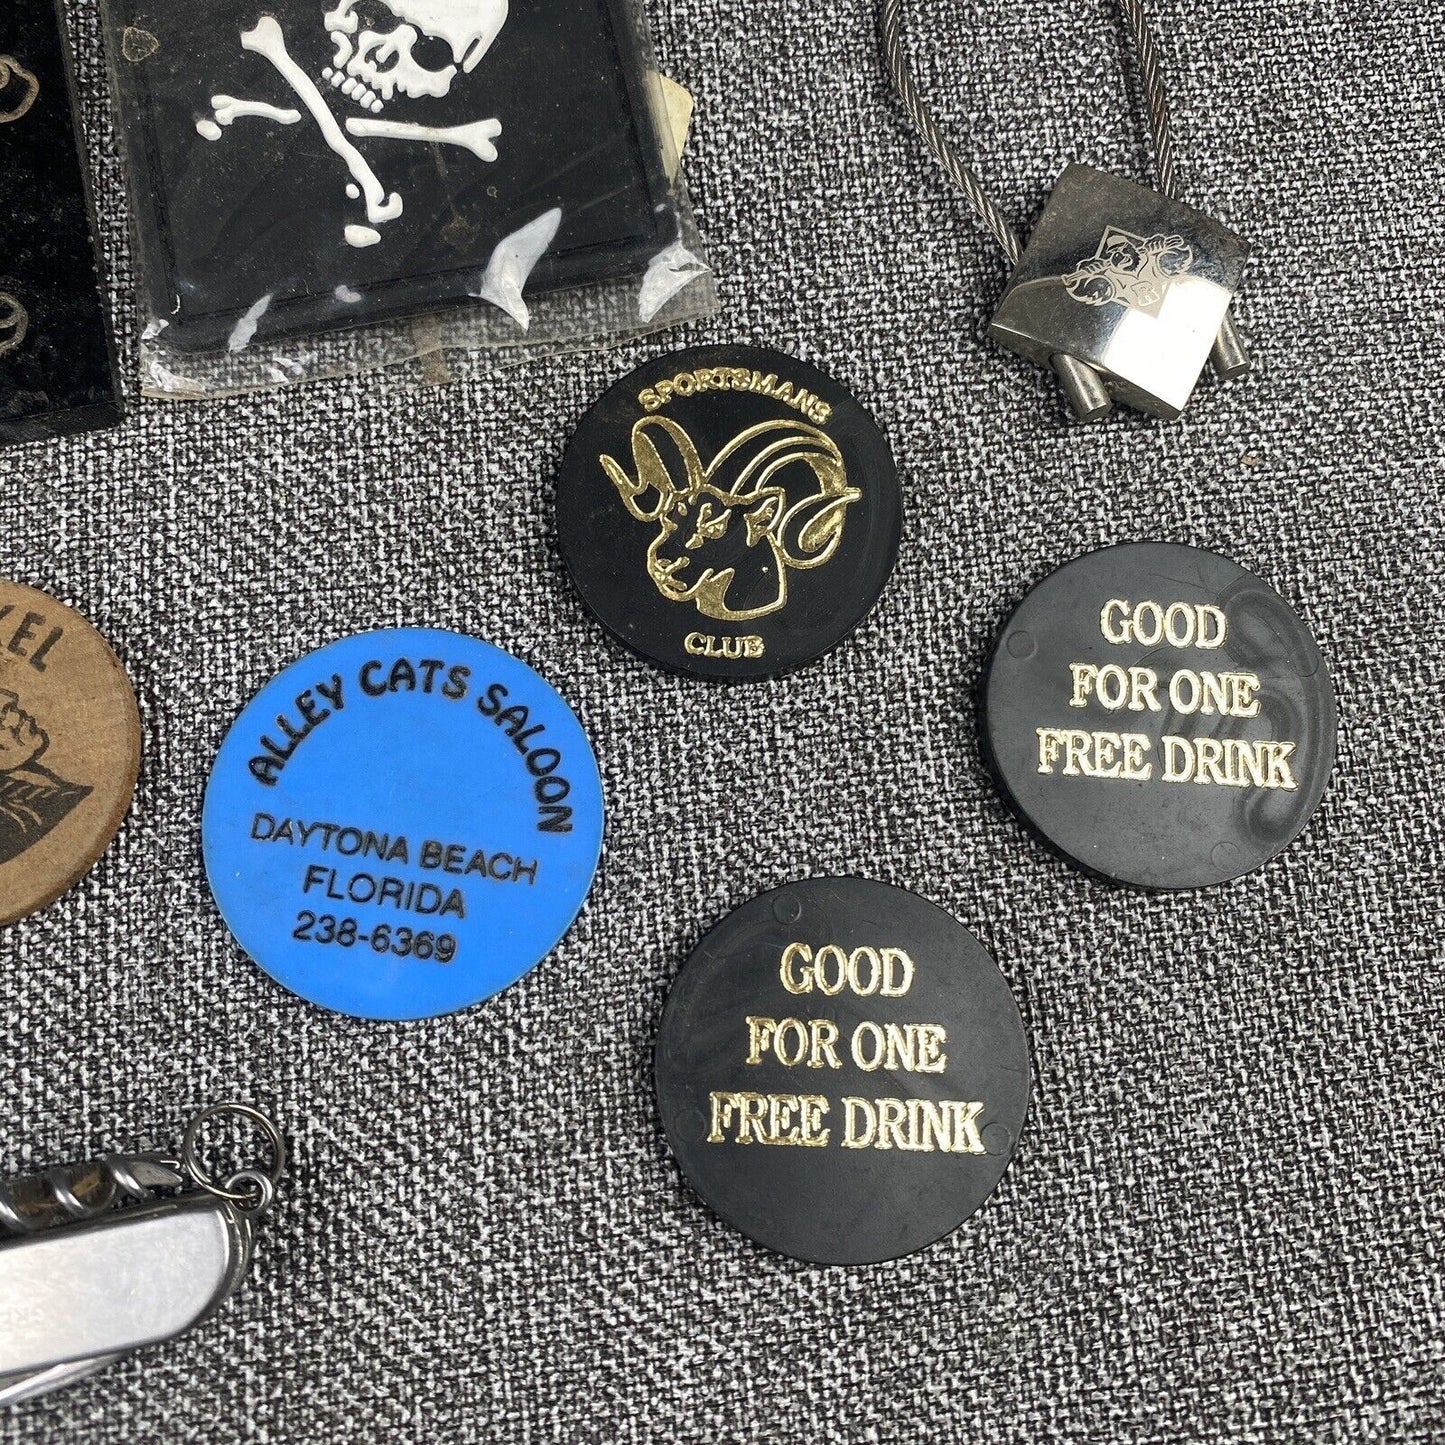 SPORTSMANS
CLUB
GOOD
FOR ONE
FREE DRINK
ALLEY CATS SALOON
DAYTONA BEACH
FLORIDA
238-6369
GOOD
FOR ONE
FREE DRINK
R